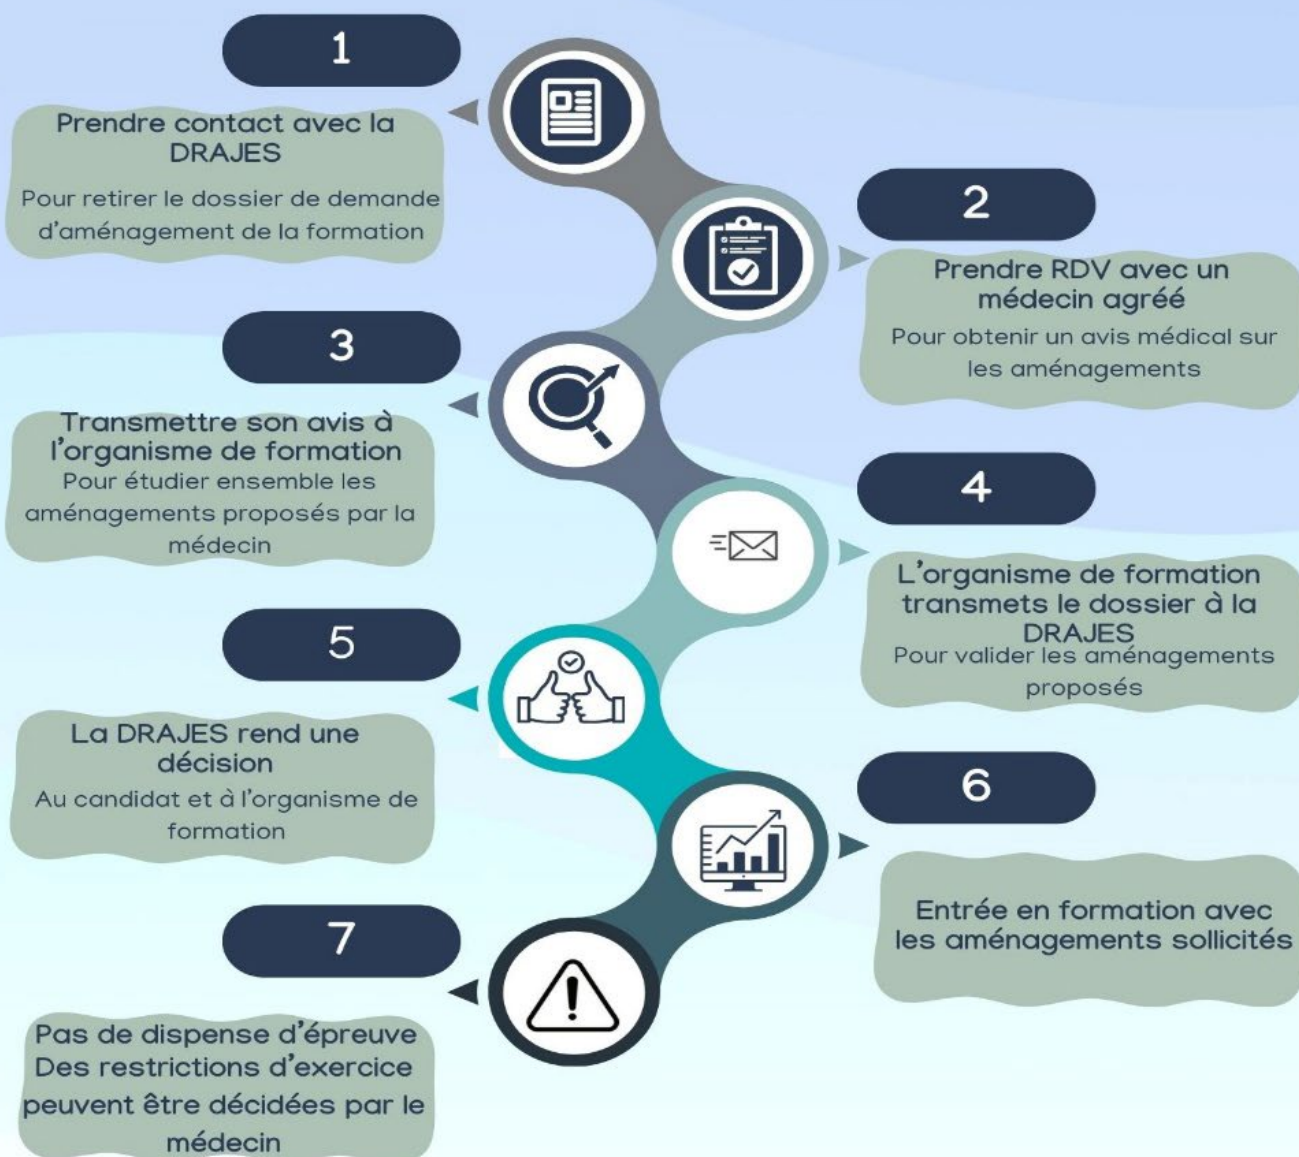 1
Prendre contact avec la
DRAJES
Pour retirer le dossier de demande
d'aménagement de la formation
2
Prendre RDV avec un
médecin agréé
Pour obtenir un avis médical sur
les aménagements
3
Transmettre son avis à
l'organisme de formation
Pour étudier ensemble les
aménagements proposés par la
médecin
4
L'organisme de formation
transmets le dossier à la
DRAJES
Pour valider les aménagements
proposés
5
La DRAJES rend une
décision
Au candidat et à l'organisme de
formation
6
Entrée en formation avec
les aménagements sollicités
7
Pas de dispense d'épreuve
Des restrictions d'exercice
peuvent être décidées par le
médecin